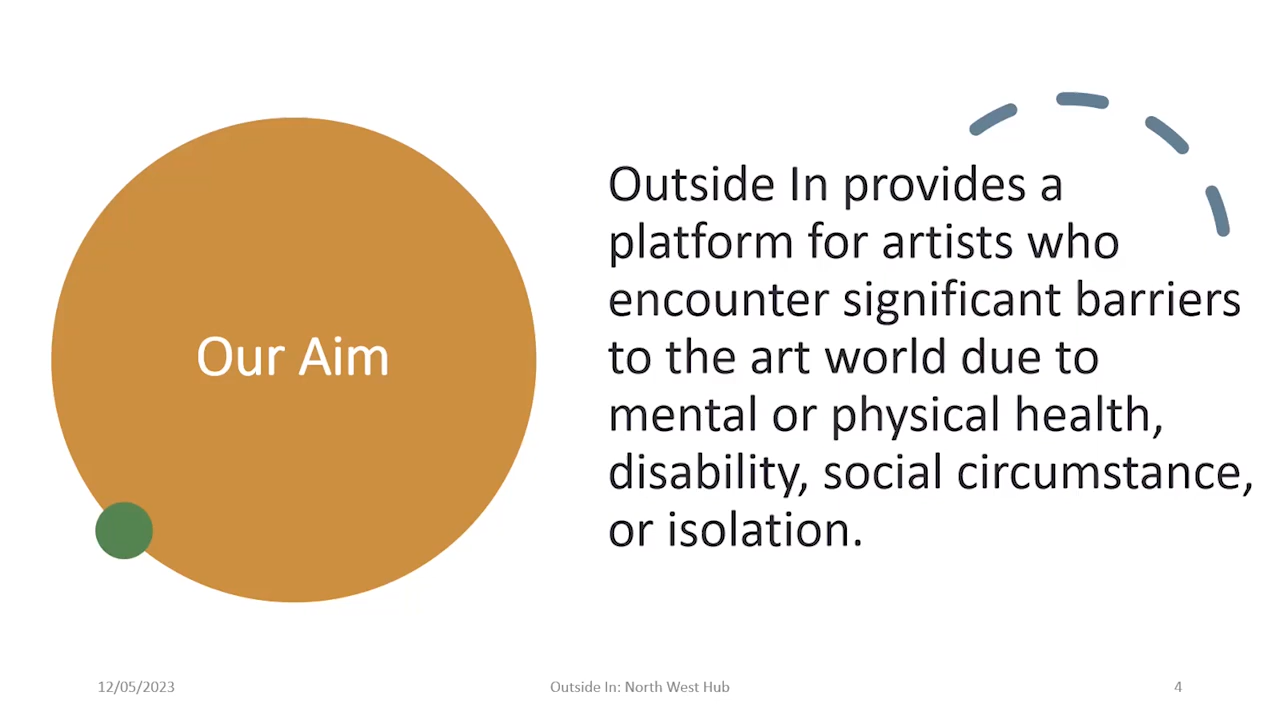 Our Aim
Outside In provides a
platform for artists who
encounter significant barriers
to the art world due to
mental or physical health,
disability, social circumstance,
or isolation.
12/05/2023
Outside In: North West Hub
4